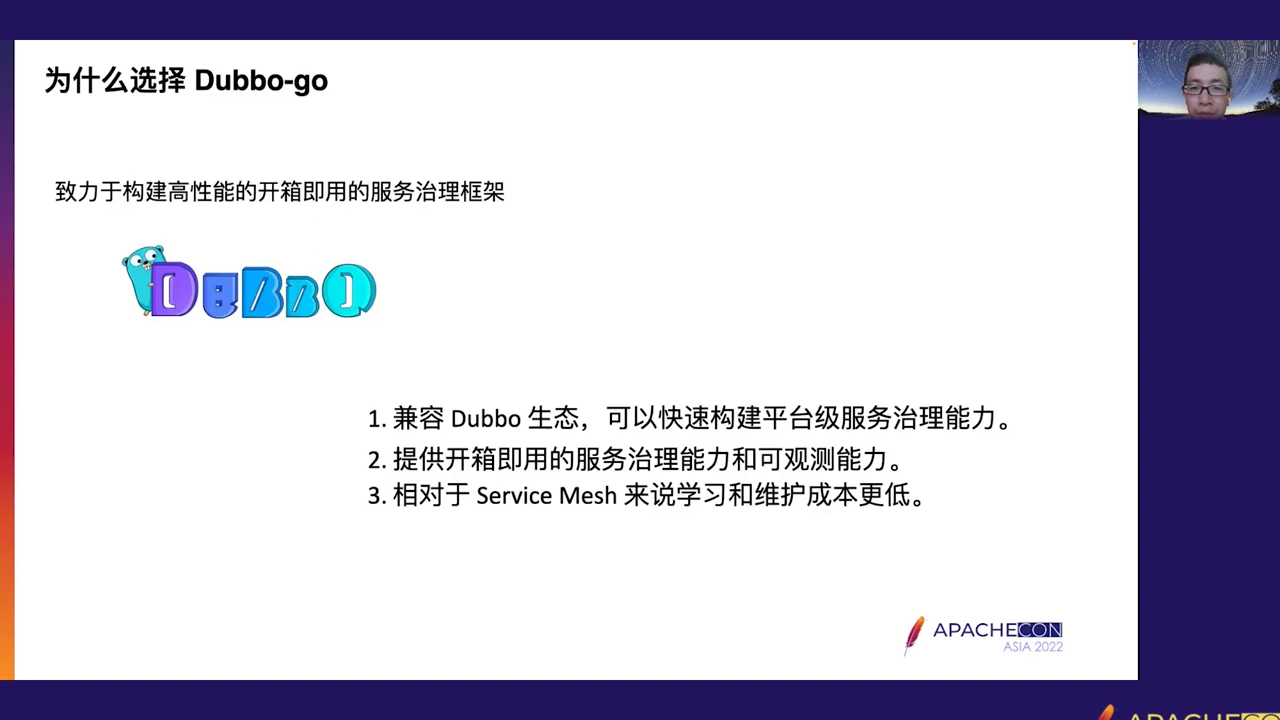 为什么选择 Dubbo-go
致力于构建高性能的开箱即用的服务治理框架
DUBBO
1. 兼容 Dubbo 生态，可以快速构建平台级服务治理能力。
2. 提供开箱即用的服务治理能力和可观测能力。
3. 相对于 Service Mesh 来说学习和维护成本更低。
APACHECON
ASIA 2022
APACHECO